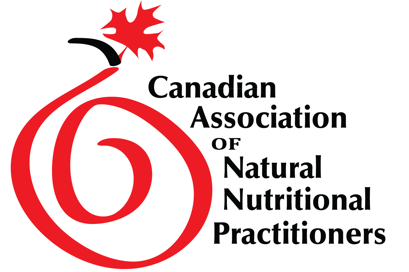 Canadian
Association
OF
Natural
Nutritional
Practitioners